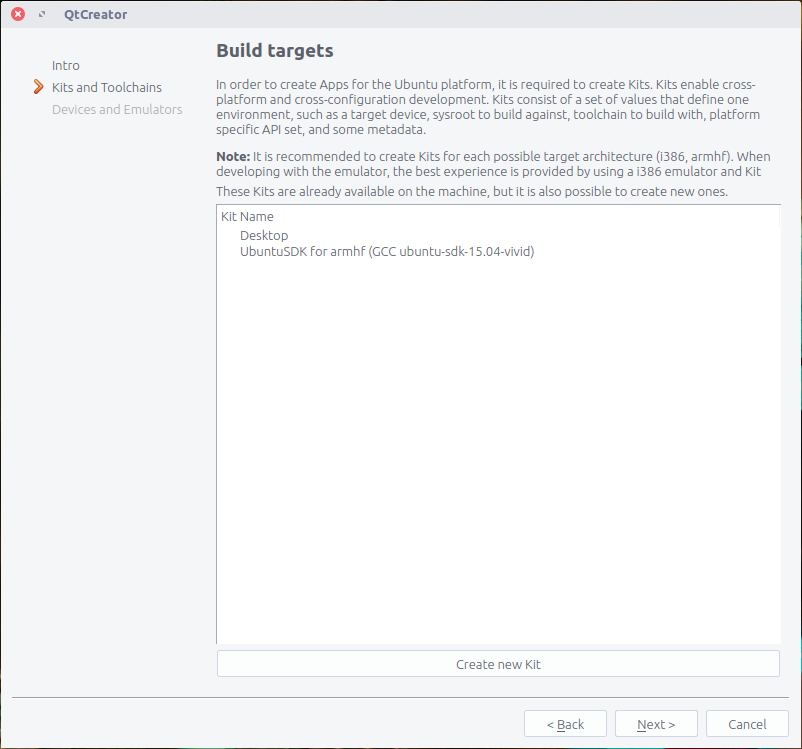 QtCreator
Intro
Kits and Toolchains
Devices and Emulators
Build targets
In order to create Apps for the Ubuntu platform, it is required to create Kits. Kits enable cross-
platform and cross-configuration development. Kits consist of a set of values that define one
environment, such as a target device, sysroot to build against, toolchain to build with, platform
specific API set, and some metadata.
Note: It is recommended to create Kits for each possible target architecture (i386, armhf). When
developing with the emulator, the best experience is provided by using a i386 emulator and Kit
These Kits are already available on the machine, but it is also possible to create new ones.
Kit Name
Desktop
UbuntuSDK for armhf (GCC ubuntu-sdk-15.04-vivid)
Create new Kit
< Back
Next >
Cancel